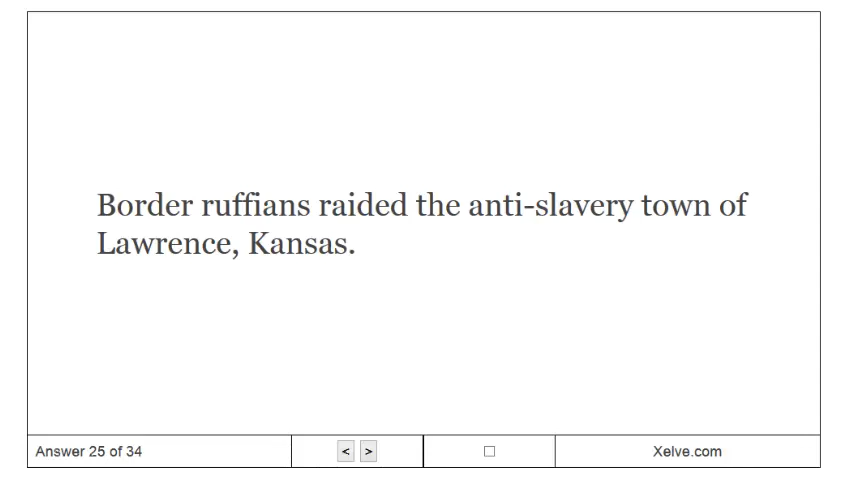 Border ruffians raided the anti-slavery town of
Lawrence, Kansas.
Answer 25 of 34
< >
Xelve.com